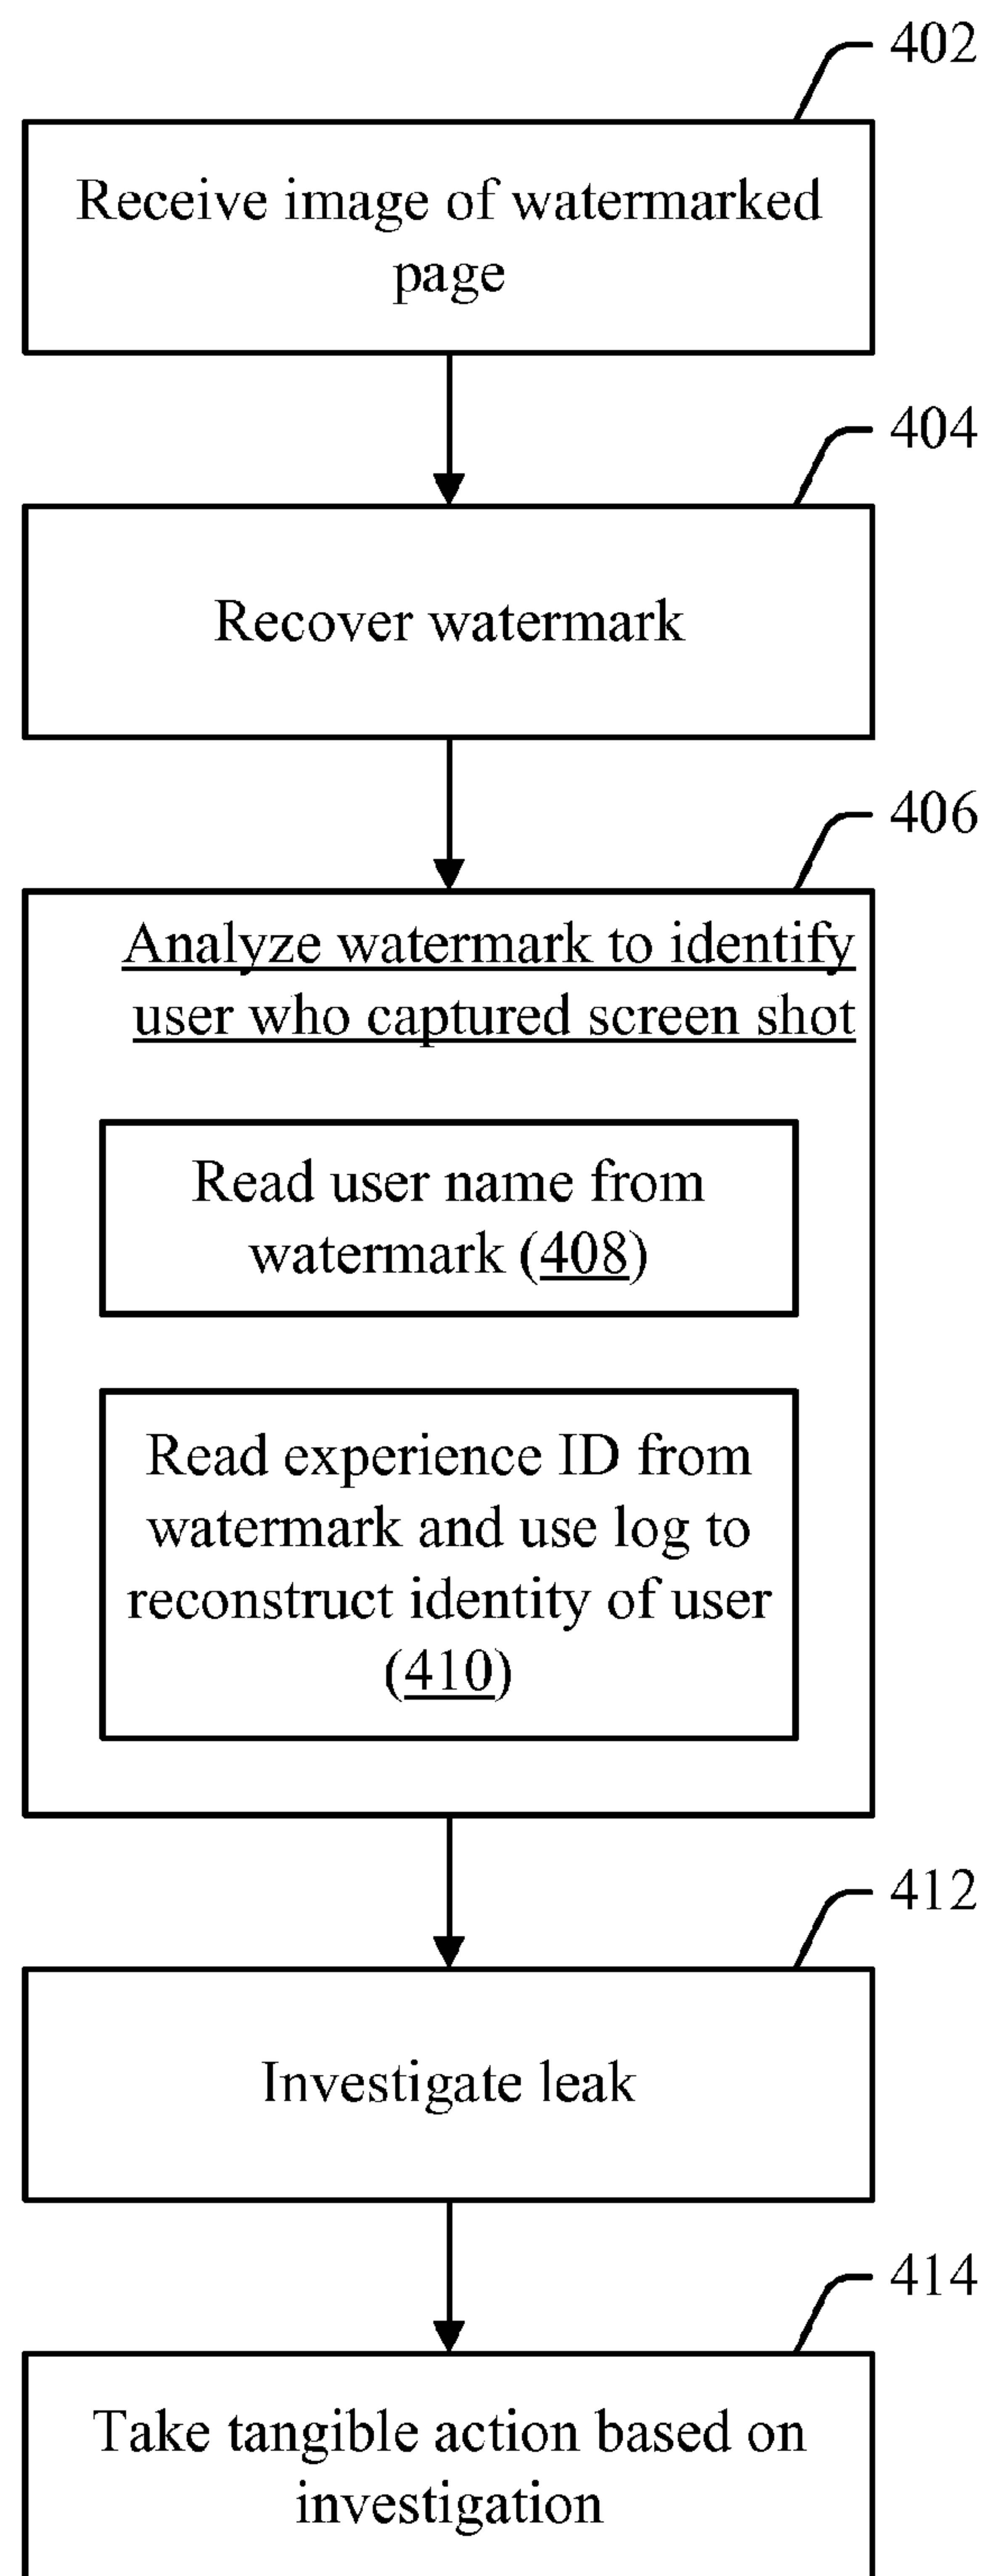 402
Receive image of watermarked
page
404
Recover watermark
406
Analyze watermark to identify
user who captured screen shot
Read user name from
watermark (408)
Read experience ID from
watermark and use log to
reconstruct identity of user
(410)
412
Investigate leak
414
Take tangible action based on
investigation